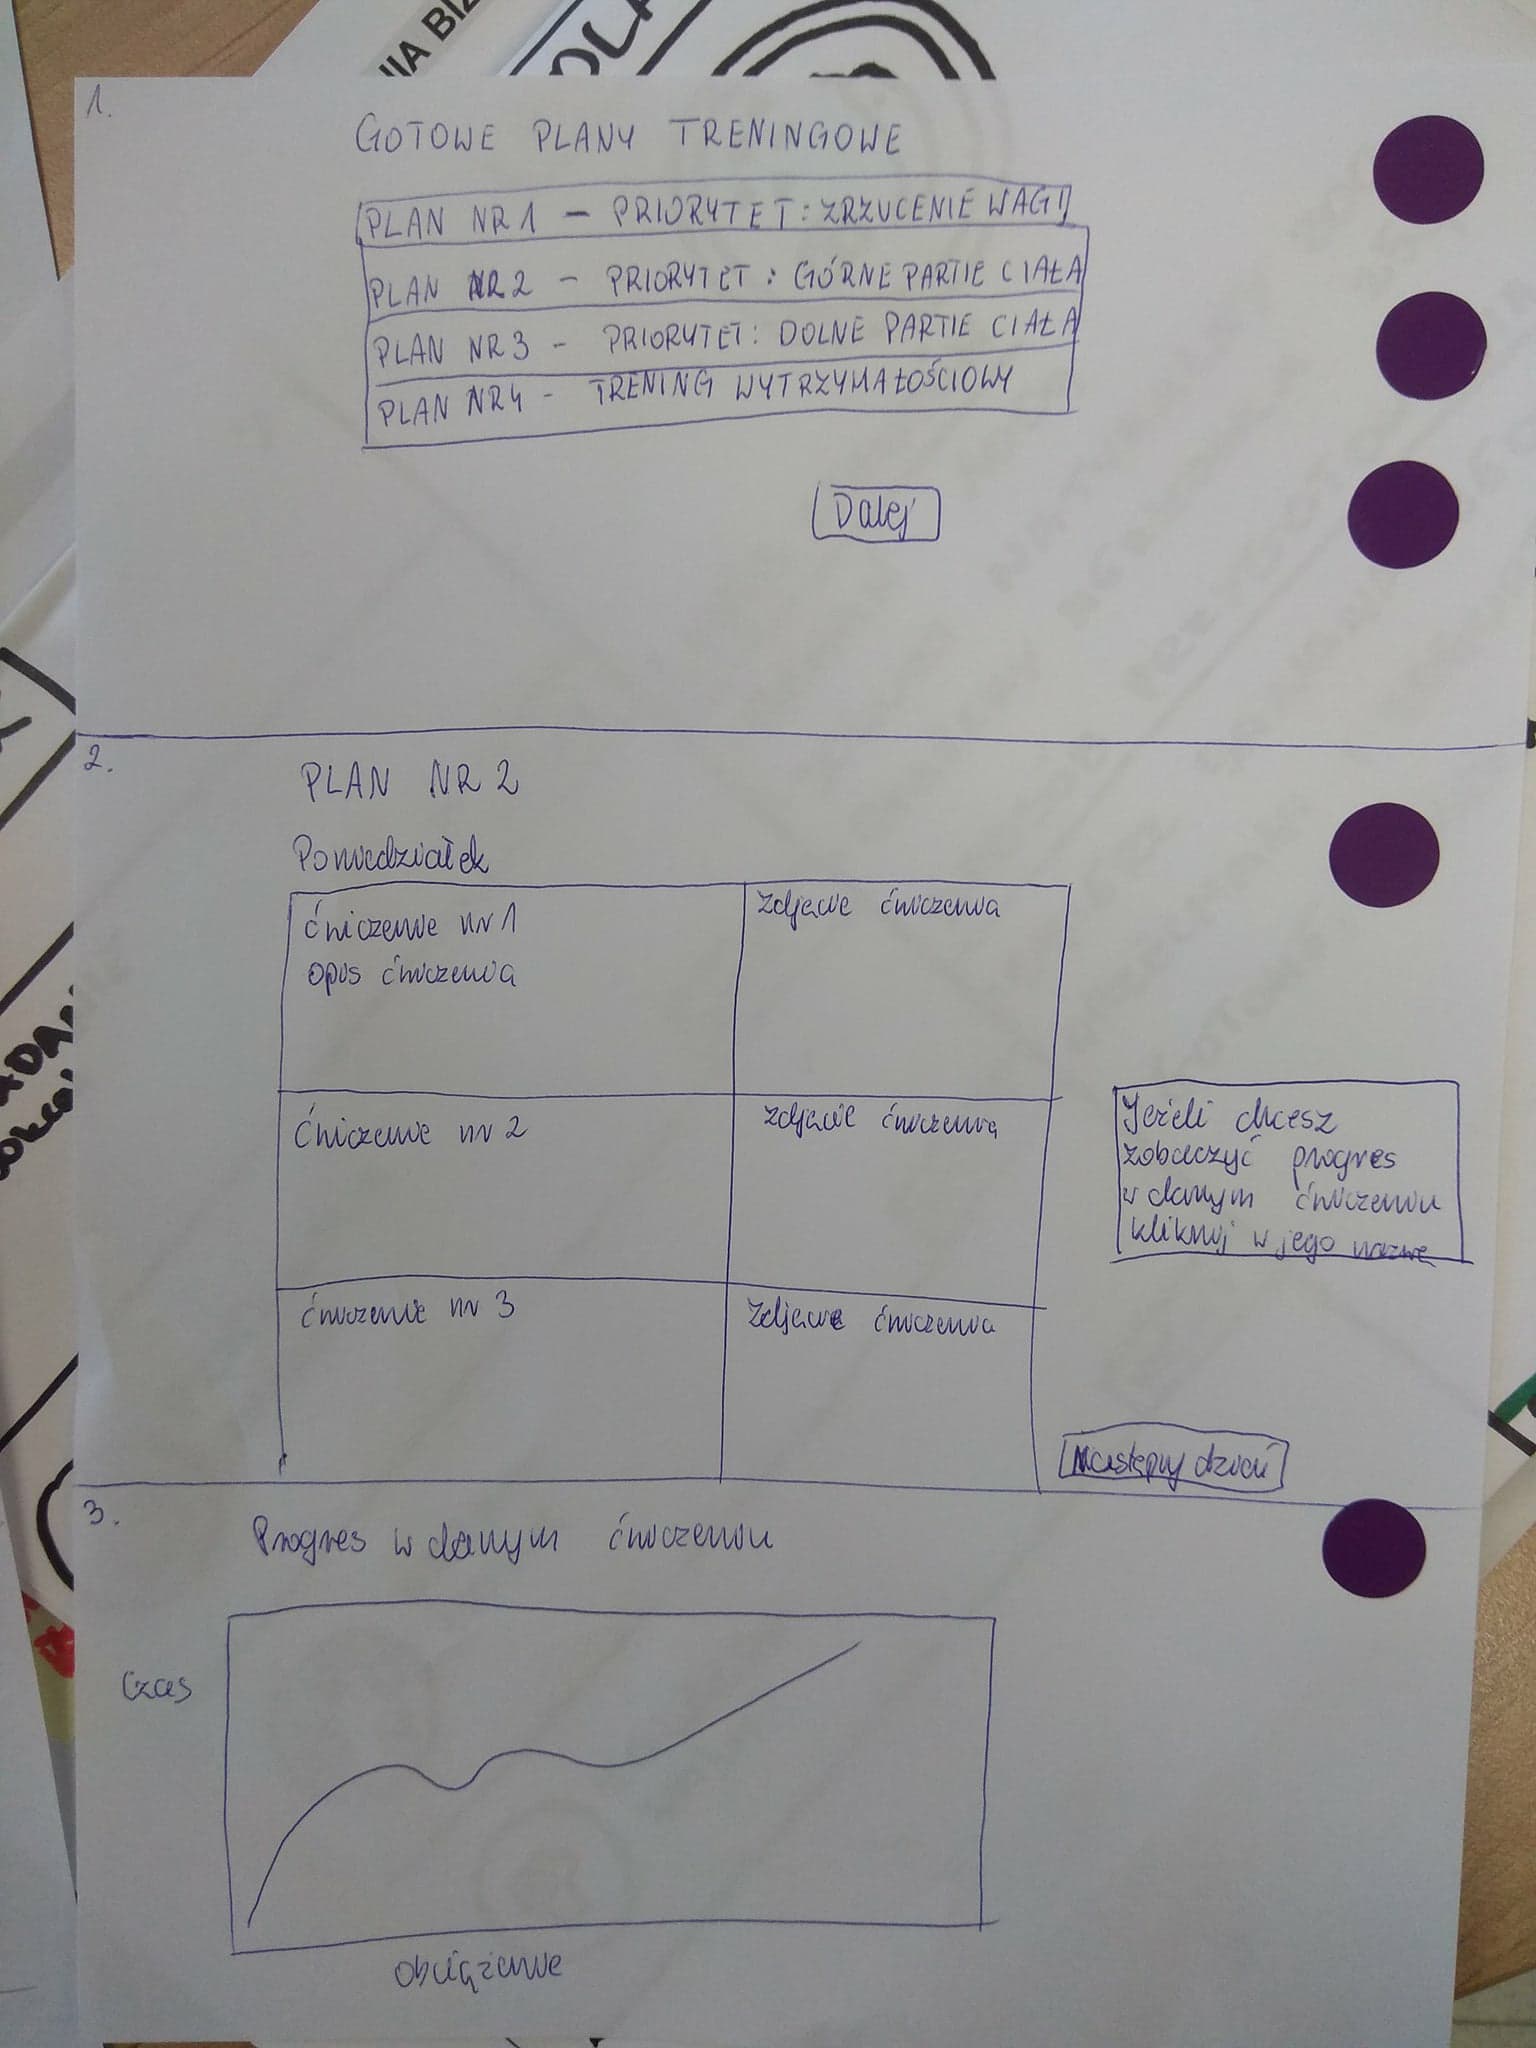 1.
GOTOWE PLANY TRENINGOWE
PLAN NR 1 - PRIORYTET: ZRZUCENIE WAGI
PLAN NR 2 - PRIORYTET: GÓRNE PARTIE CIAŁA
PLAN NR 3 - PRIORYTET: DOLNE PARTIE CIAŁA
PLAN NR 4 - TRENING WYTRZYMAŁOŚCIOWY
Dalej
2.
PLAN NR 2
Poniedziałek
Ćwiczenie nr 1
opis ćwiczenia
Zdjęcie ćwiczenia
Ćwiczenie nr 2
Zdjęcie ćwiczenia
Ćwiczenie nr 3
Zdjęcie ćwiczenia
Jeżeli chcesz
zobaczyć progres
w danym ćwiczeniu
kliknij w jego nazwę
Następny dzień
3.
Progres w danym ćwiczeniu
Czas
Obciążenie